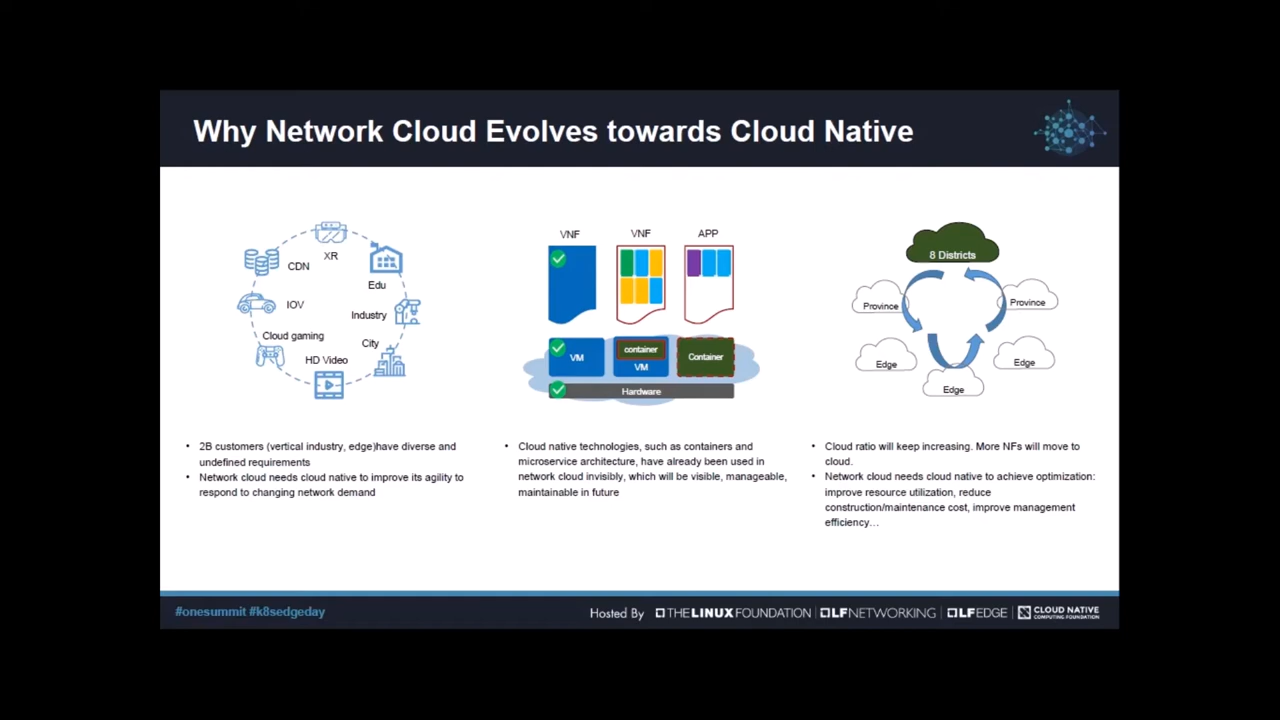 Why Network Cloud Evolves towards Cloud Native
XR
CDN
Edu
IOV
Industry
Cloud gaming
City
HD Video
VNF
VNF
APP
VM
container
VM
Container
Hardware
8 Districts
Province
Province
Edge
Edge
Edge
• 2B customers (vertical industry, edge)have diverse and
undefined requirements
• Network cloud needs cloud native to improve its agility to
respond to changing network demand
• Cloud native technologies, such as containers and
microservice architecture, have already been used in
network cloud invisibly, which will be visible, manageable,
maintainable in future
• Cloud ratio will keep increasing. More NFs will move to
cloud.
• Network cloud needs cloud native to achieve optimization:
improve resource utilization, reduce
construction/maintenance cost, improve management
efficiency…
#onesummit #k8sedgeday
Hosted By
THE LINUX FOUNDATION
LFNETWORKING
LFEDGE
CLOUD NATIVE
COMPUTING FOUNDATION